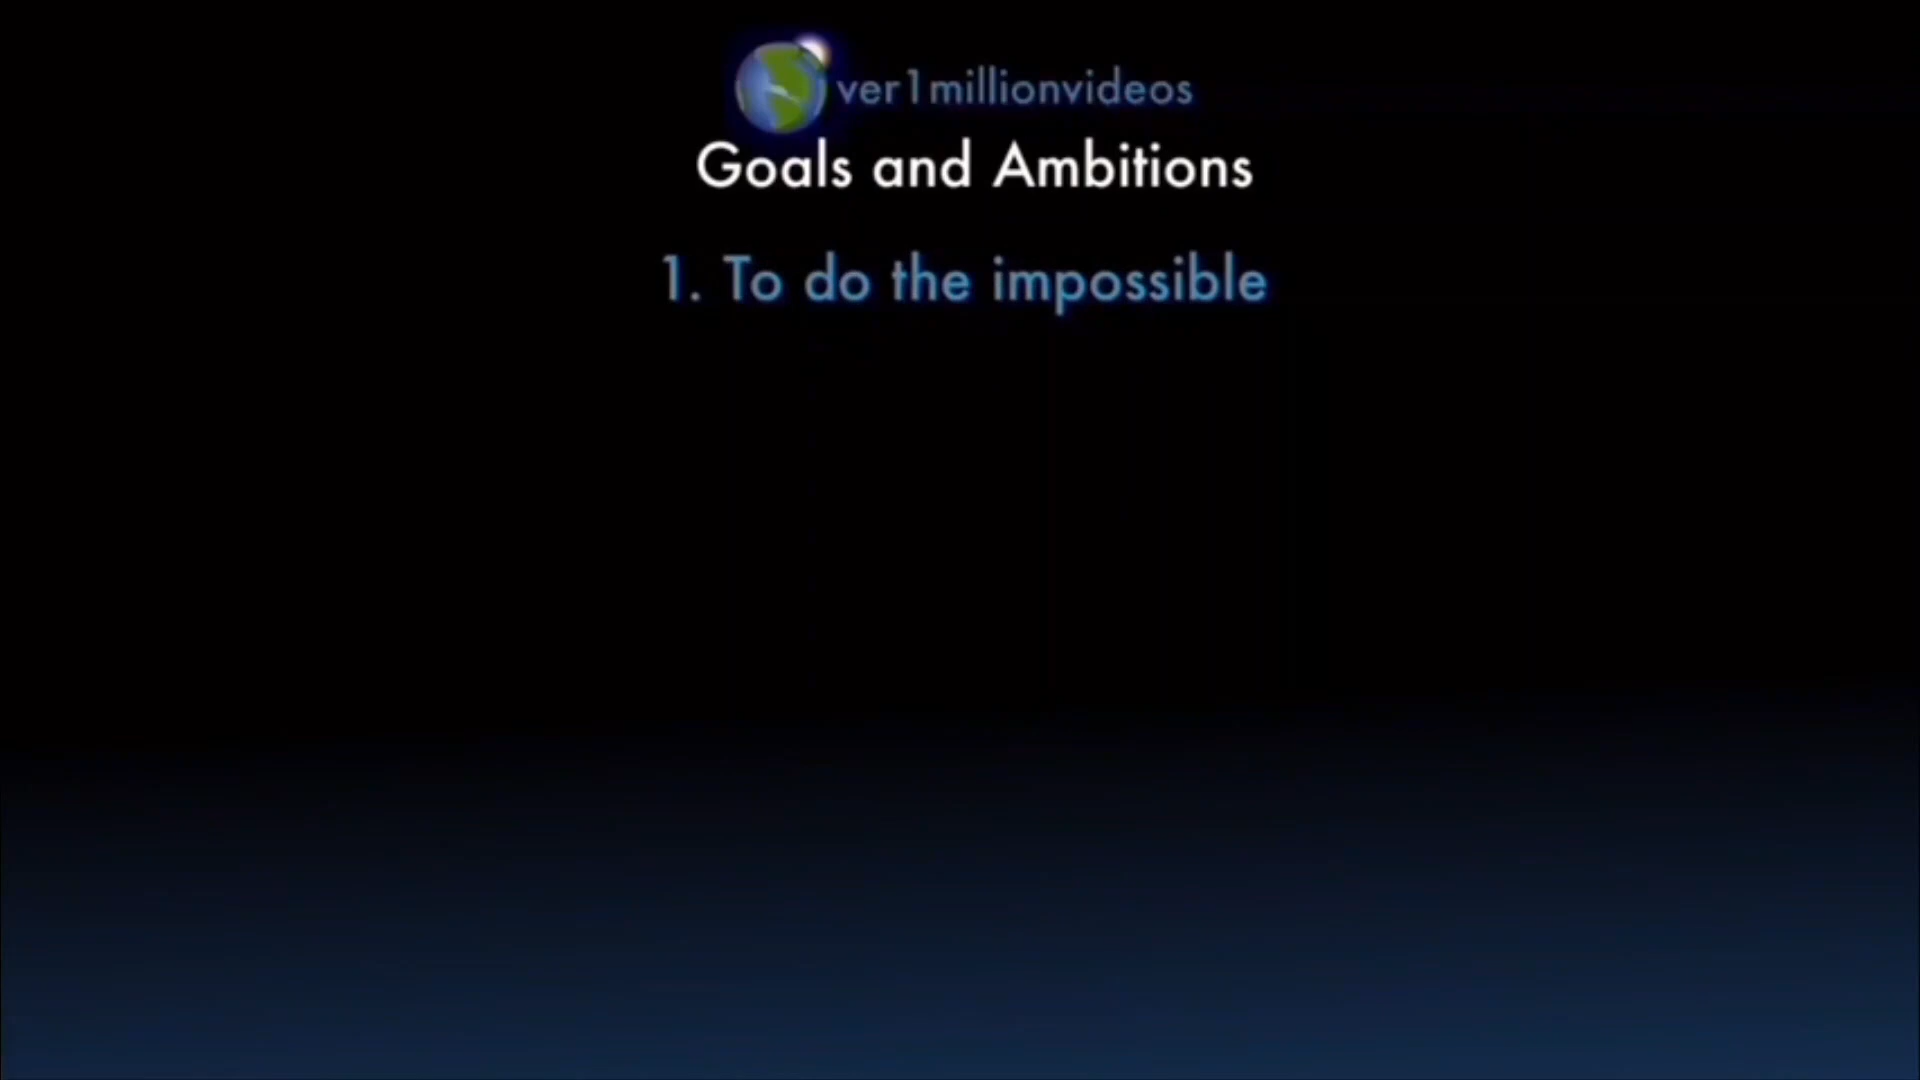 ver1millionvideos
Goals and Ambitions
1. To do the impossible